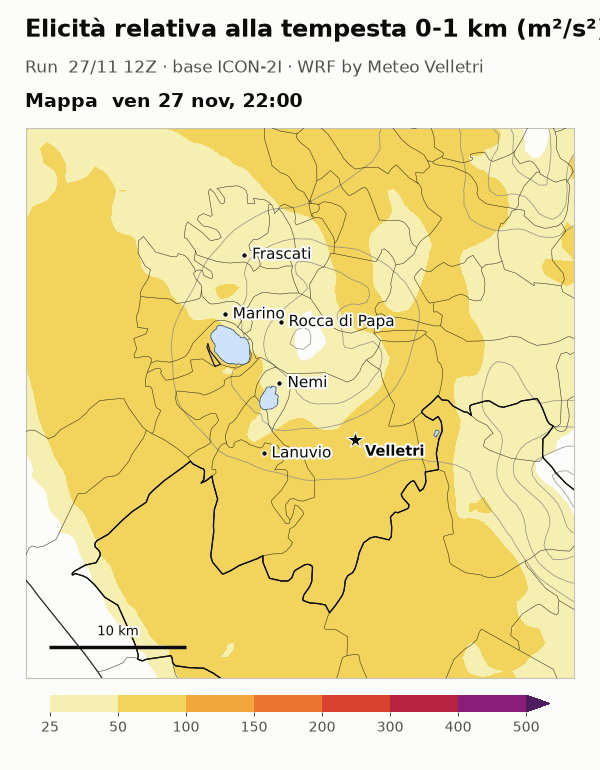 Elicità relativa alla tempesta 0-1 km (m²/s²)
Run  27/11 12Z · base ICON-2I · WRF by Meteo Velletri
Mappa  ven 27 nov, 22:00
Frascati
Marino
Rocca di Papa
Nemi
Velletri
Lanuvio
10 km
25 50 100 150 200 300 400 500